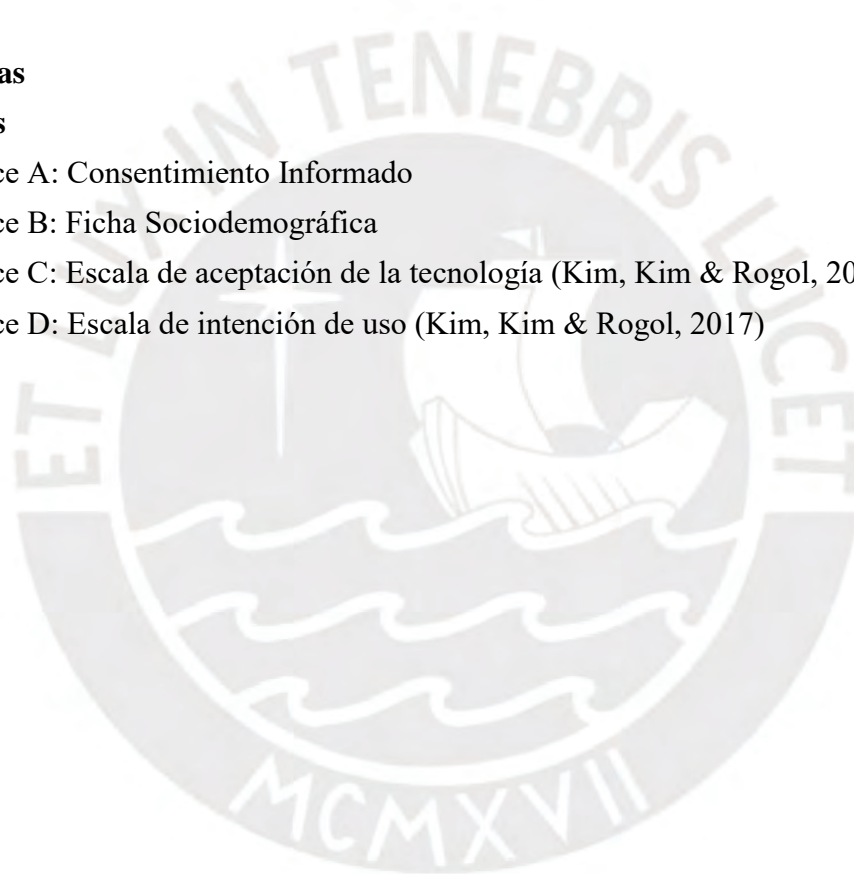 as
s
ce A: Consentimiento Informado
ce B: Ficha Sociodemográfica
ce C: Escala de aceptación de la tecnología (Kim, Kim & Rogol, 20
ce D: Escala de intención de uso (Kim, Kim & Rogol, 2017)
ET LUX IN TENEBRIS LUCET
MCMXVII